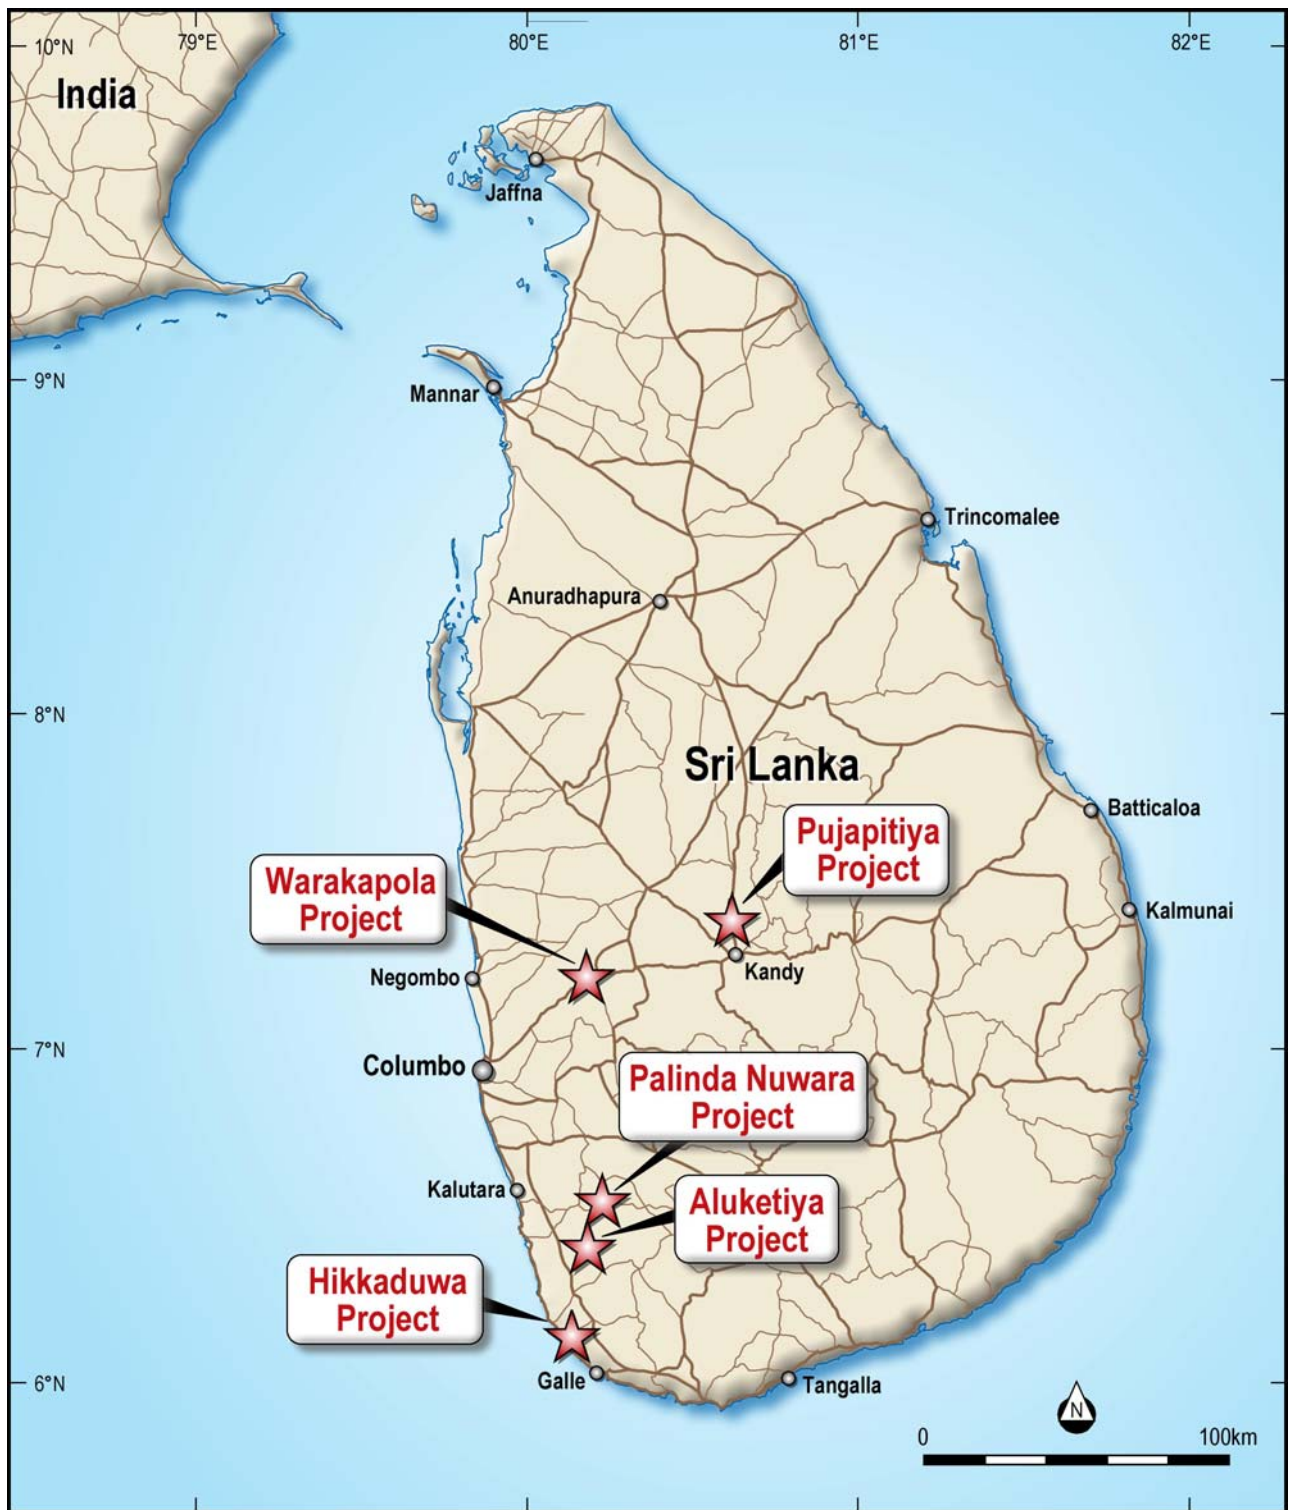 79°E
80°E
81°E
82°E
10°N
India
Jaffna
9°N
Mannar
Trincomalee
Anuradhapura
8°N
Sri Lanka
Batticaloa
Pujapitiya
Project
Warakapola
Project
Kalmunai
Negombo
Kandy
7°N
Columbo
Palinda Nuwara
Project
Kalutara
Aluketiya
Project
Hikkaduwa
Project
6°N
Galle
Tangalla
N
0 100km